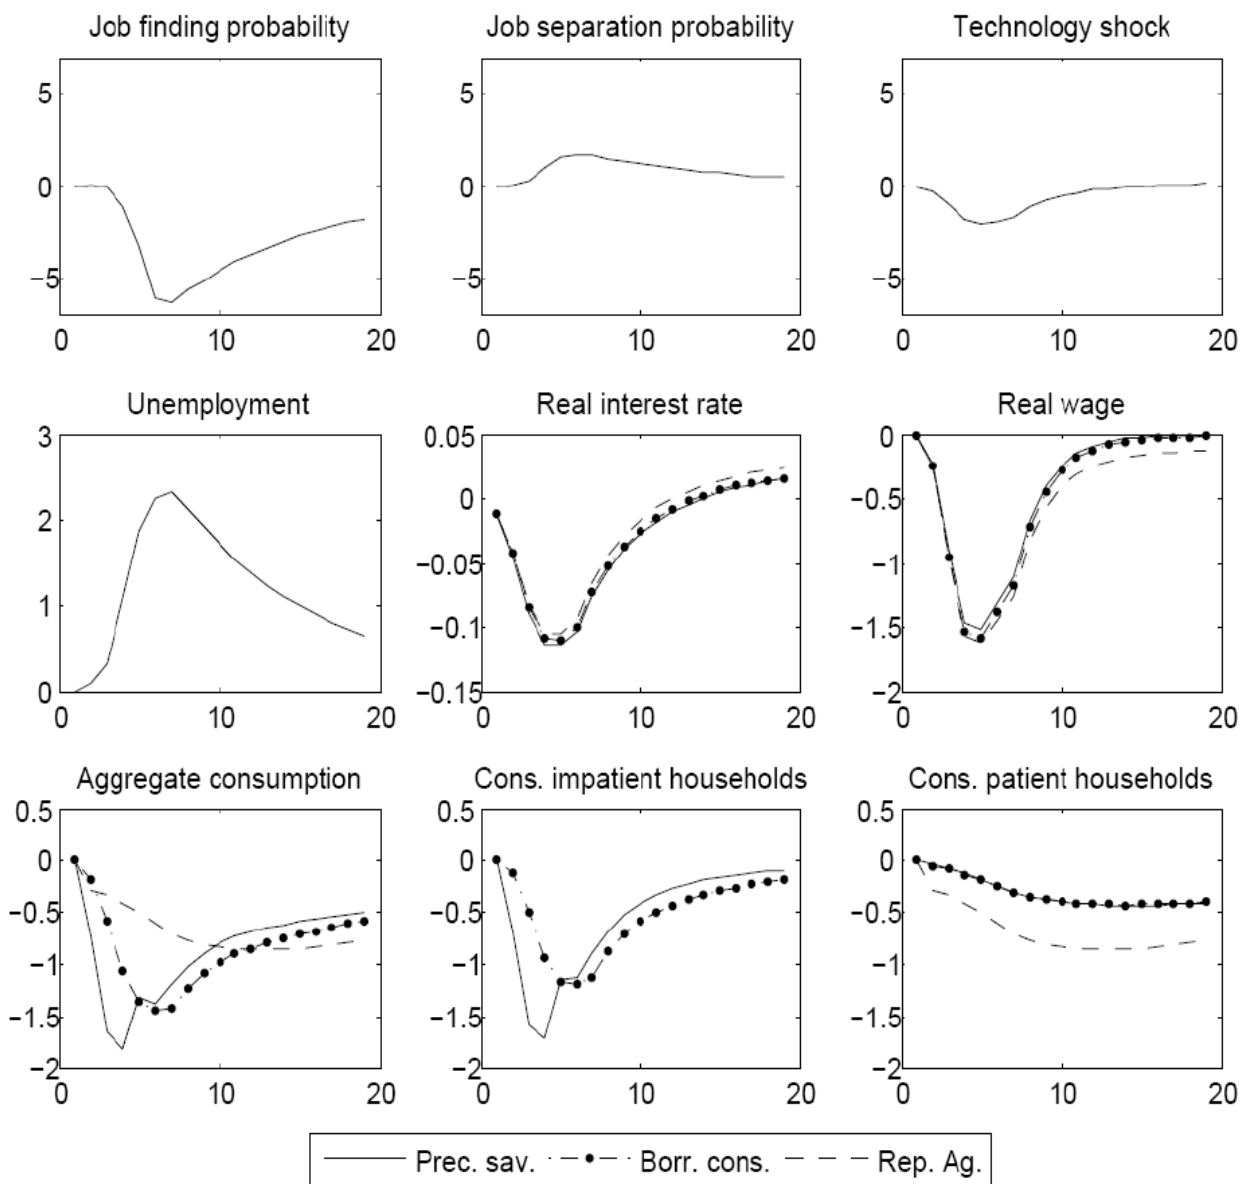 Job finding probability
Job separation probability
Technology shock
5
0
−5
0 10 20
5
0
−5
0 10 20
5
0
−5
0 10 20
Unemployment
Real interest rate
Real wage
3
2
1
0
0 10 20
0.05
0
−0.05
−0.1
−0.15
0 10 20
0
−0.5
−1
−1.5
−2
0 10 20
Aggregate consumption
Cons. impatient households
Cons. patient households
0.5
0
−0.5
−1
−1.5
−2
0 10 20
0.5
0
−0.5
−1
−1.5
−2
0 10 20
0.5
0
−0.5
−1
−1.5
−2
0 10 20
Prec. sav. Borr. cons. Rep. Ag.